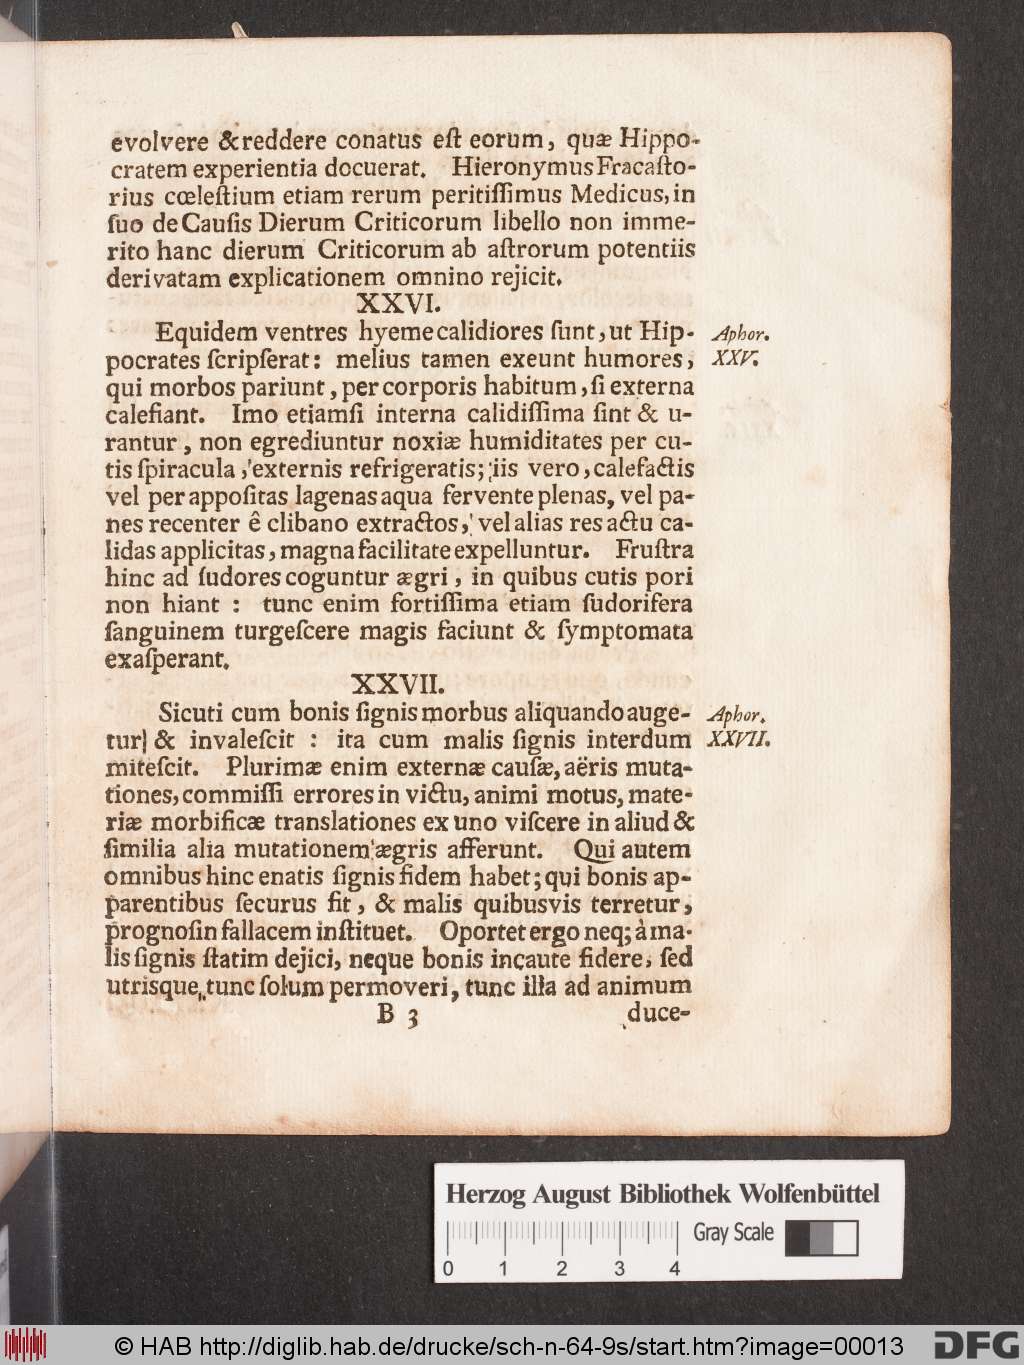 evolvere & reddere conatus eſt eorum, quæ Hippo-
cratem experientia docuerat. Hieronymus Fracaſto-
rius cœleſtium etiam rerum peritiſſimus Medicus, in
ſuo de Cauſis Dierum Criticorum libello non imme-
rito hanc dierum Criticorum ab aſtrorum potentiis
derivatam explicationem omnino rejicit.
XXVI.
Equidem ventres hyeme calidiores ſunt, ut Hip-
pocrates ſcripſerat: melius tamen exeunt humores,
qui morbos pariunt, per corporis habitum, ſi externa
calefiant. Imo etiamſi interna calidiſſima ſint & u-
rantur, non egrediuntur noxiæ humiditates per cu-
tis ſpiracula, externis refrigeratis; iis vero, calefactis
vel per appoſitas lagenas aqua fervente plenas, vel pa-
nes recenter ê clibano extractos, vel alias res actu ca-
lidas applicitas, magna facilitate expelluntur. Fruſtra
hinc ad ſudores coguntur ægri, in quibus cutis pori
non hiant : tunc enim fortiſſima etiam ſudorifera
ſanguinem turgeſcere magis faciunt & ſymptomata
exaſperant.
Aphor.
XXV.
XXVII.
Sicuti cum bonis ſignis morbus aliquando auge-
tur & invaleſcit : ita cum malis ſignis interdum
miteſcit. Plurimæ enim externæ cauſæ, aëris muta-
tiones, commiſſi errores in victu, animi motus, mate-
riæ morbificæ translationes ex uno viſcere in aliud &
ſimilia alia mutationem ægris afferunt. Qui autem
omnibus hinc enatis ſignis fidem habet; qui bonis ap-
parentibus ſecurus fit, & malis quibusvis terretur,
prognoſin fallacem inſtituet. Oportet ergo neq; à ma-
lis ſignis ſtatim dejici, neque bonis incaute fidere, ſed
utrisque, tunc ſolum permoveri, tunc illa ad animum
Aphor.
XXVII.
B 3
duce-
Herzog August Bibliothek Wolfenbüttel
0 1 2 3 4
Gray Scale
© HAB http://diglib.hab.de/drucke/sch-n-64-9s/start.htm?image=00013
DFG